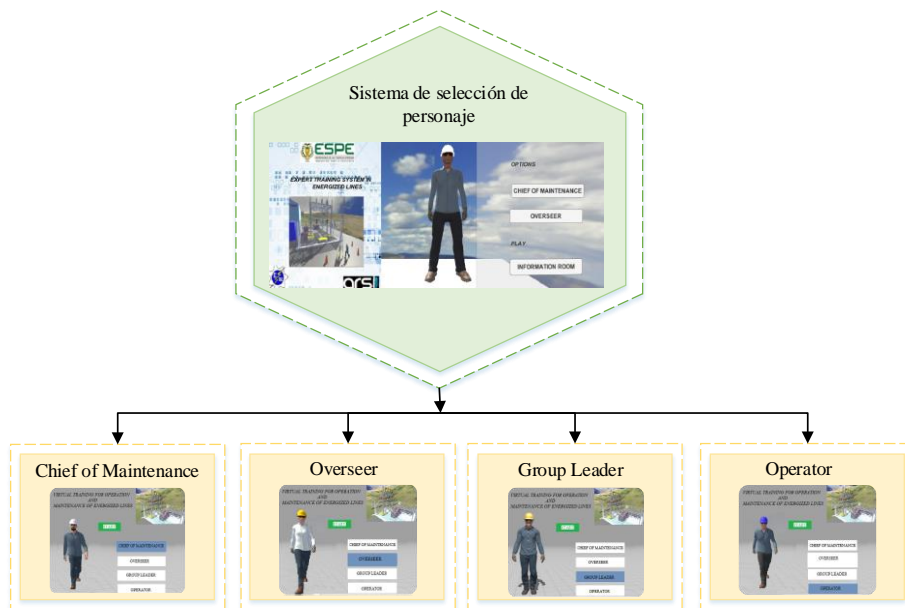 Sistema de selección de
personaje
ESPE
EXPERT TRAINING SYSTEM IN
ENERGIZED LINES
OPTIONS
CHIEF OF MAINTENANCE
OVERSEER
PLAY
INFORMATION ROOM
arsi
Chief of Maintenance
VIRTUAL TRAINING FOR OPERATION
AND
MAINTENANCE OF ENERGIZED LINES
CHIEF OF MAINTENANCE
OVERSEER
GROUP LEADER
OPERATOR
Overseer
VIRTUAL TRAINING FOR OPERATION
AND
MAINTENANCE OF ENERGIZED LINES
CHIEF OF MAINTENANCE
OVERSEER
GROUP LEADER
OPERATOR
Group Leader
VIRTUAL TRAINING FOR OPERATION
AND
MAINTENANCE OF ENERGIZED LINES
CHIEF OF MAINTENANCE
OVERSEER
GROUP LEADER
OPERATOR
Operator
VIRTUAL TRAINING FOR OPERATION
AND
MAINTENANCE OF ENERGIZED LINES
CHIEF OF MAINTENANCE
OVERSEER
GROUP LEADER
OPERATOR